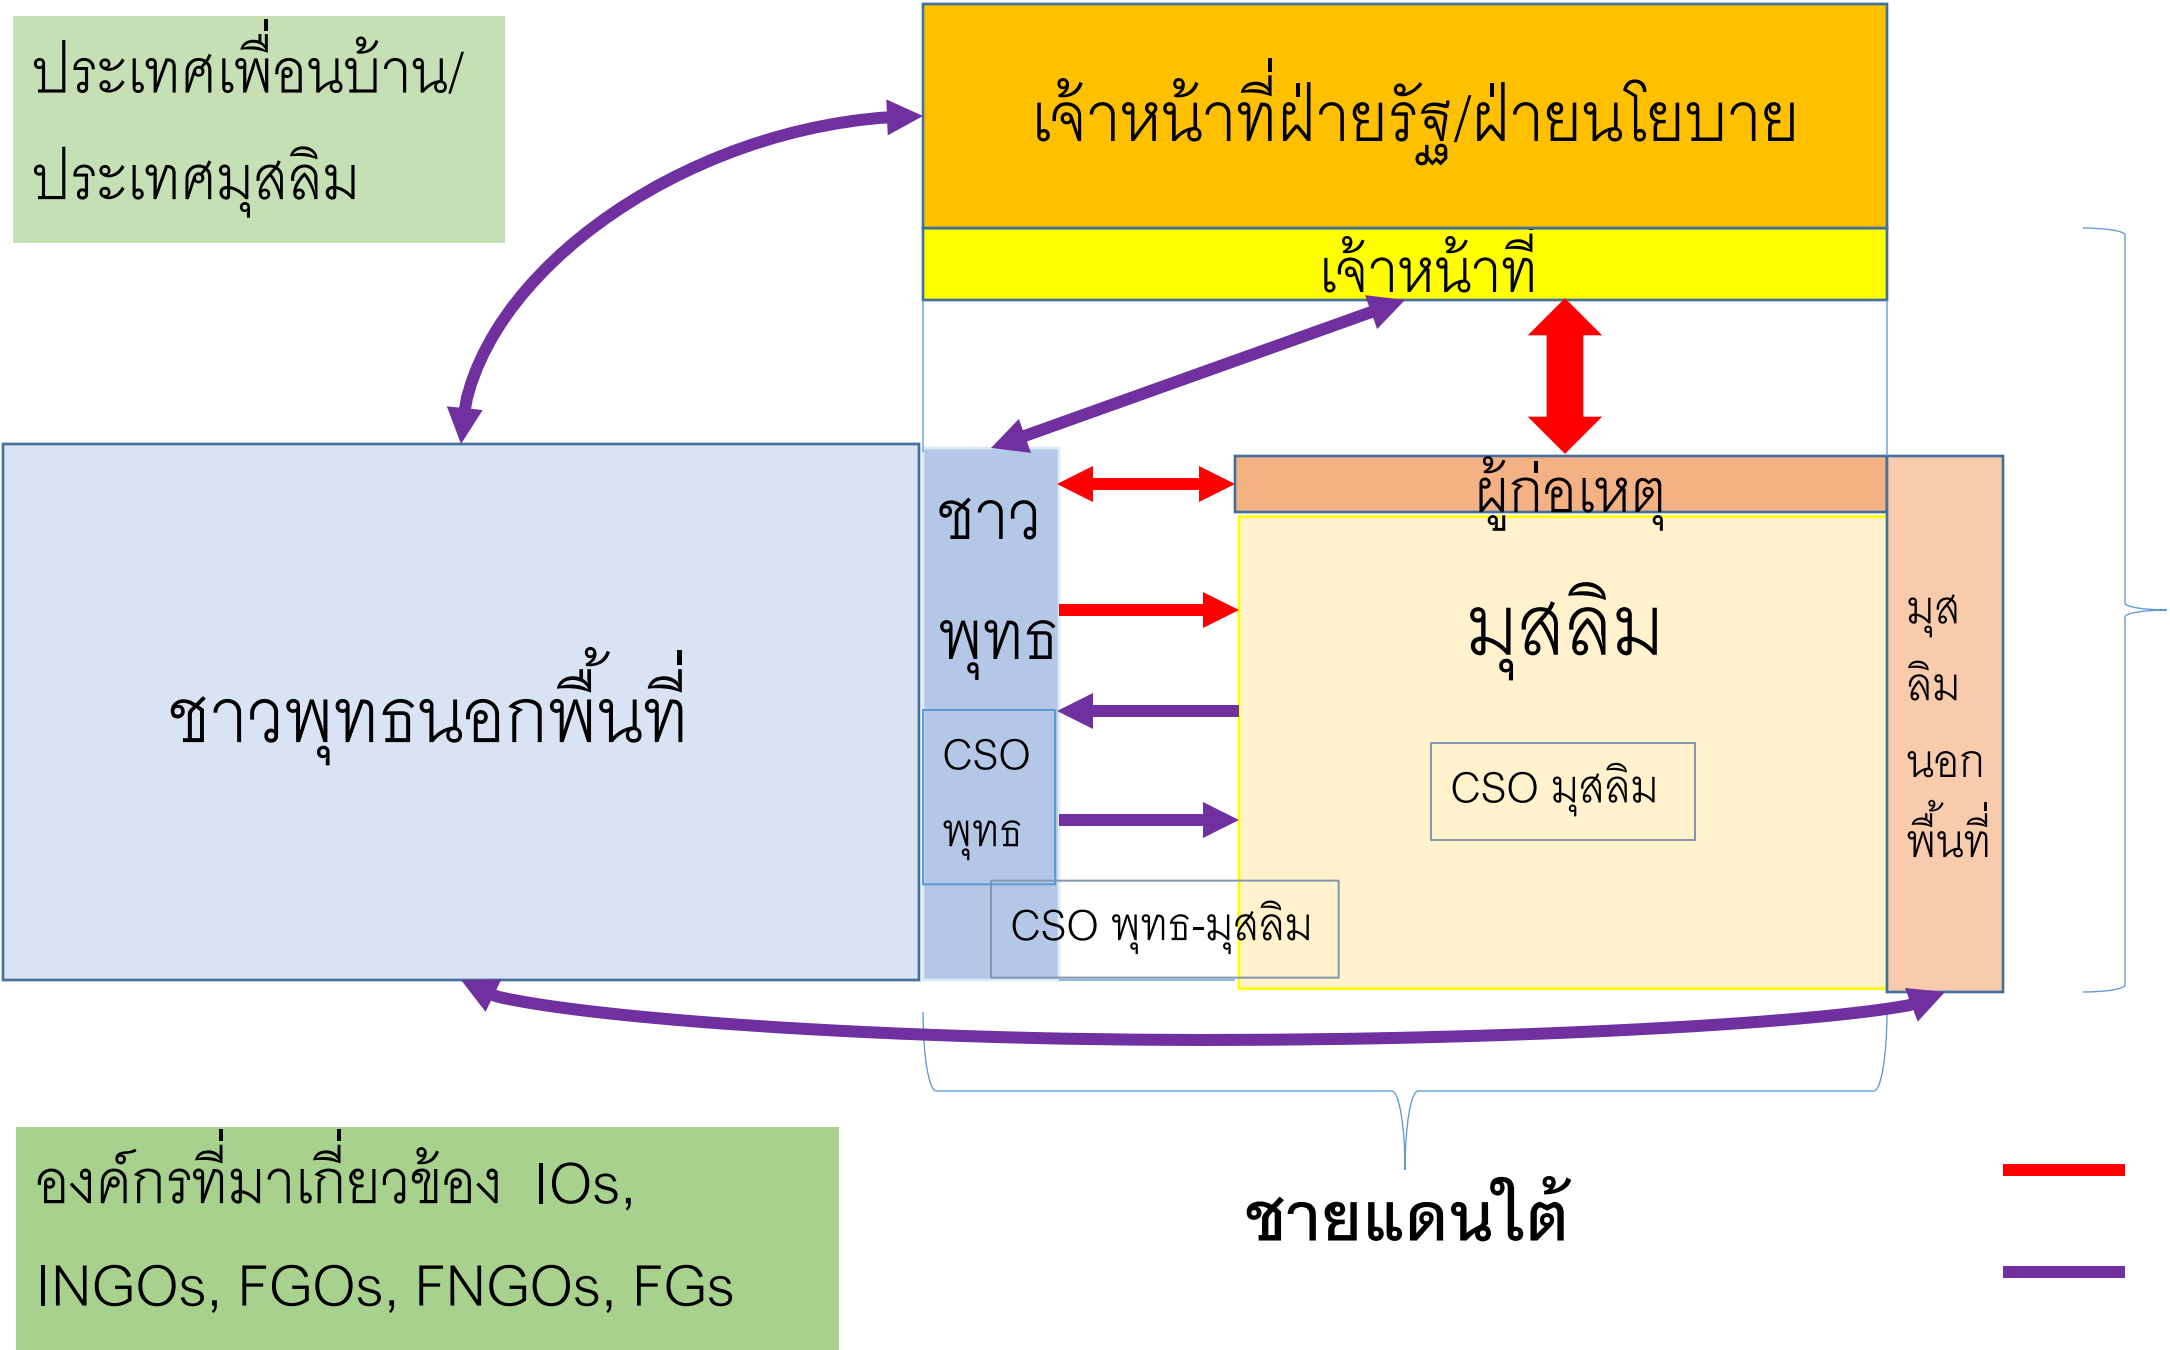 ประเทศเพื่อนบ้าน/
ประเทศมุสลิม
เจ้าหน้าที่ฝ่ายรัฐ/ฝ่ายนโยบาย
เจ้าหน้าที่
ชาวพุทธนอกพื้นที่
ชาว
พุทธ
CSO
พุทธ
ผู้ก่อเหตุ
มุสลิม
CSO มุสลิม
CSO พุทธ-มุสลิม
มุส
ลิม
นอก
พื้นที่
ชายแดนใต้
องค์กรที่มาเกี่ยวข้อง IOs,
INGOs, FGOs, FNGOs, FGs